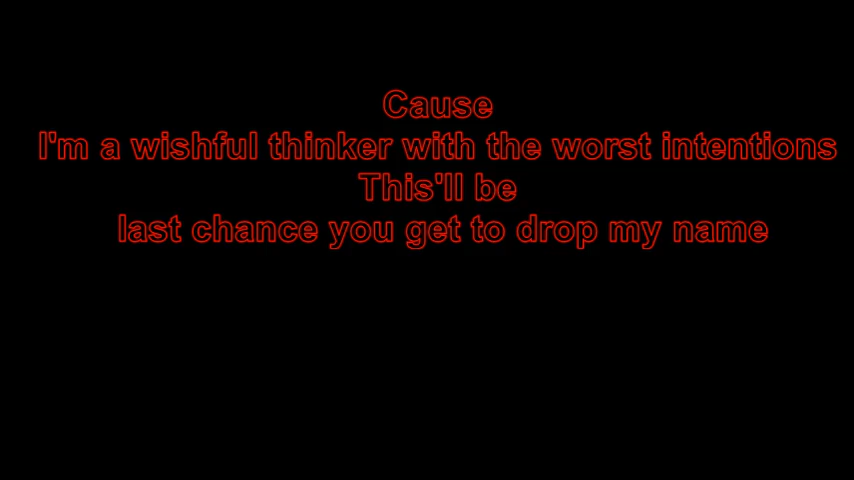 Cause
I'm a wishful thinker with the worst intentions
This'll be
last chance you get to drop my name